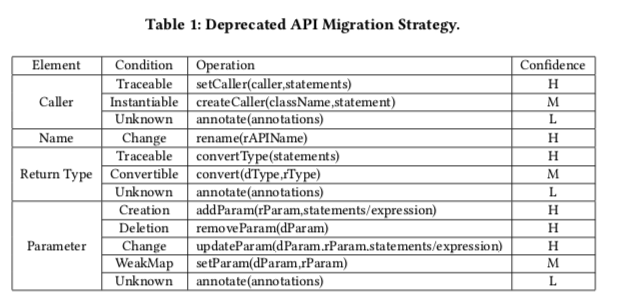 Table 1: Deprecated API Migration Strategy.
Element Condition Operation Confidence
Traceable setCaller(caller,statements) H
Caller Instantiable createCaller(className,statement) M
Unknown annotate(annotations) L
Name Change rename(rAPIName) H
Traceable convertType(statements) H
Return Type Convertible convert(dType,rType) M
Unknown annotate(annotations) L
Creation addParam(rParam,statements/expression) H
Deletion removeParam(dParam) H
Parameter Change updateParam(dParam,rParam,statements/expression) H
WeakMap setParam(dParam,rParam) M
Unknown annotate(annotations) L